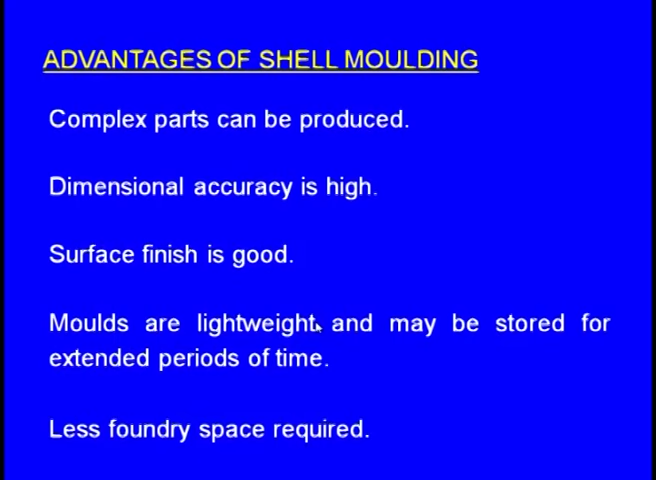 ADVANTAGES OF SHELL MOULDING
Complex parts can be produced.
Dimensional accuracy is high.
Surface finish is good.
Moulds are lightweight and may be stored for
extended periods of time.
Less foundry space required.